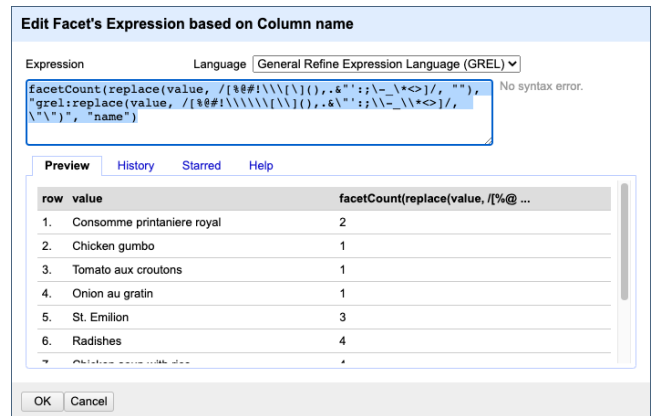 Edit Facet's Expression based on Column name
Expression Language General Refine Expression Language (GREL)
facetCount(replace(value, /[%@#!\\\[\](),.&"':;\-_\*<>]/, ""), No syntax error.
"grel:replace(value, /[%@#!\\\\\\[\\](),.&\"':;\\-_\\*<>]/,
\"\")", "name")
Preview History Starred Help
row value facetCount(replace(value, /[%@ ...
1. Consomme printaniere royal 2
2. Chicken gumbo 1
3. Tomato aux croutons 1
4. Onion au gratin 1
5. St. Emilion 3
6. Radishes 4
OK Cancel